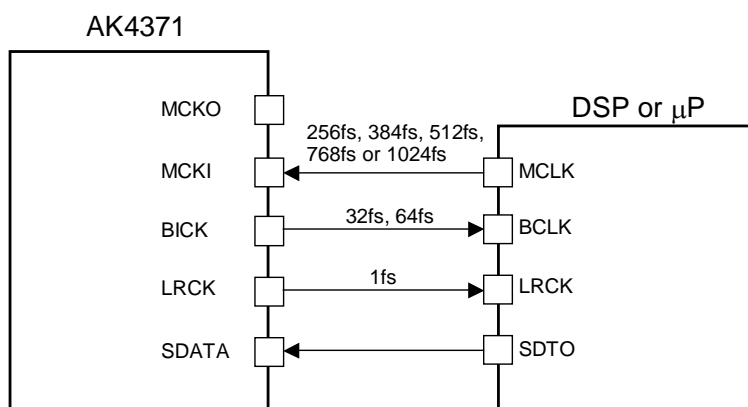 AK4371
DSP or μP
MCKO
256fs, 384fs, 512fs,
768fs or 1024fs
MCKI
MCLK
BICK
32fs, 64fs
BCLK
LRCK
1fs
LRCK
SDATA
SDTO